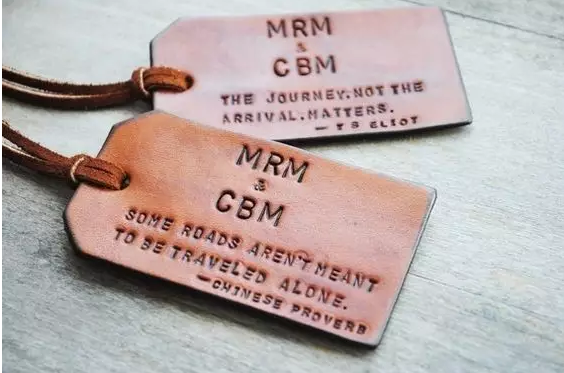 MRM
&
CBM
THE JOURNEY.NOT THE
ARRIVAL.MATTERS.
— T S ELIOT
MRM
&
CBM
SOME ROADS AREN'T MEANT
TO BE TRAVELED ALONE.
—CHINESE PROVERB